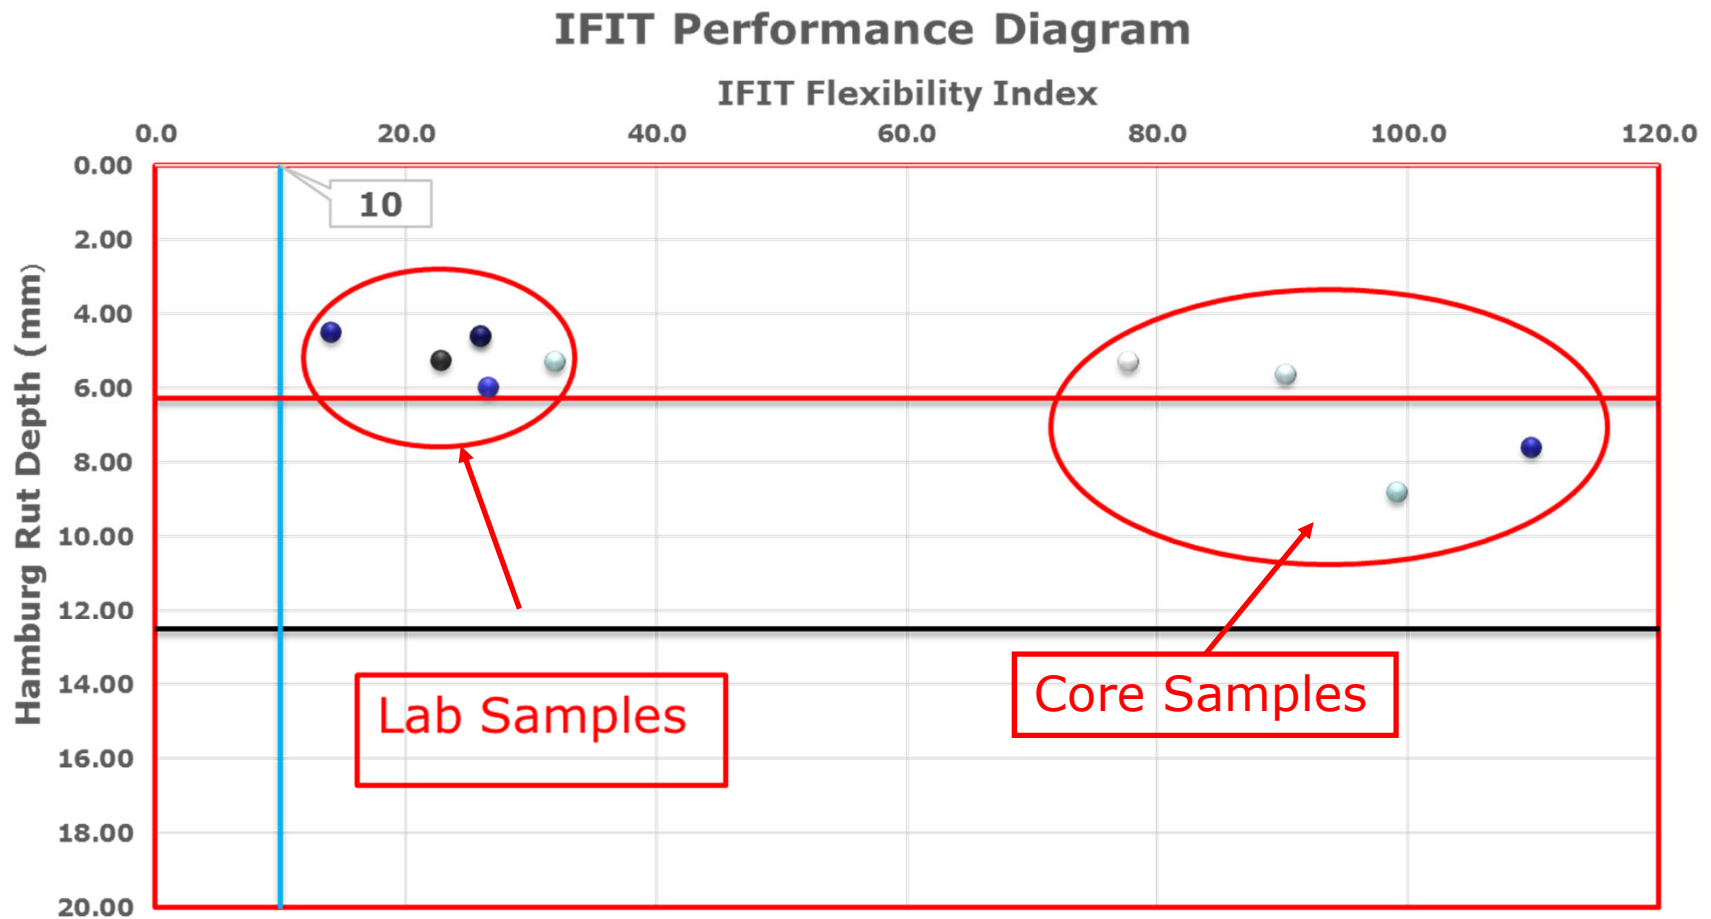 IFIT Performance Diagram
IFIT Flexibility Index
0.0 20.0 40.0 60.0 80.0 100.0 120.0
0.00
10
2.00
4.00
6.00
8.00
10.00
12.00
14.00
16.00
18.00
20.00
Hamburg Rut Depth (mm)
Lab Samples
Core Samples